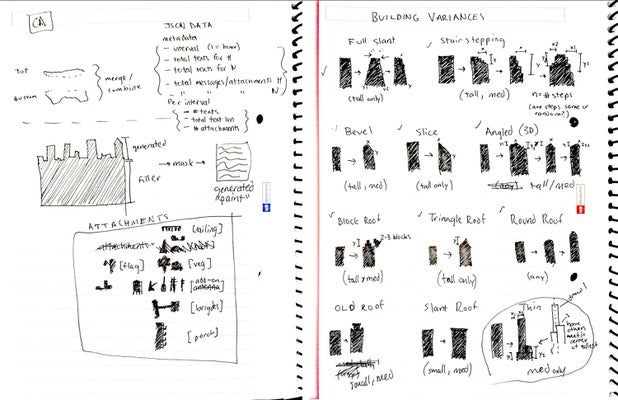 CA
JSON DATA
metadata
- interval (1 = hour)
- total texts for H
- total texts for N
- total messages/attachments H
" " " N
Per interval
→ # texts
- total text len
- # attachments
TOP
BOTTOM
merge/
combine
generated
filler
→ mask →
generated
"paint"
ATTACHMENTS
[railing]
attachments
[flag]
[veg]
[add-on]
antenna
[bridges]
[porch]
BUILDING VARIANCES
Full Slant
(tall only)
Stair stepping
(tall, med)
n = # steps
(are steps same or
random?)
Bevel
(tall, med)
Slice
(tall only)
Angled (3D)
tall/med
Block Roof
2-3 blocks
(tall y med)
Triangle Roof
(tall only)
Round Roof
(any)
OLD ROOF
small, med
Slant Roof
(small, med)
Thin
med only